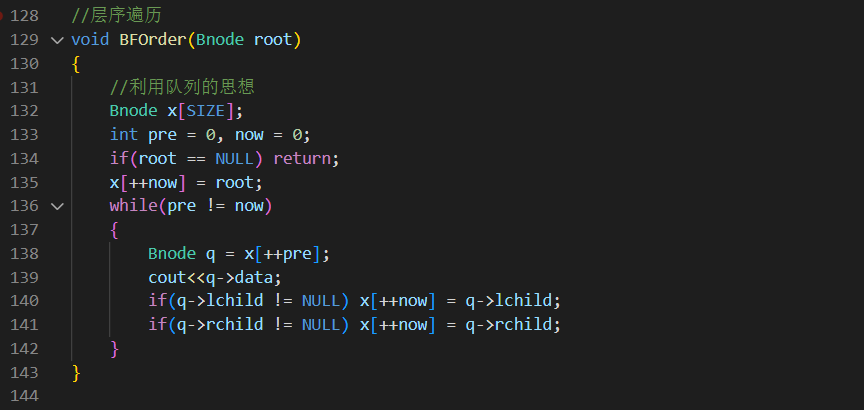 128 //层序遍历
129 void BFOrder(Bnode root)
130 {
131     //利用队列的思想
132     Bnode x[SIZE];
133     int pre = 0, now = 0;
134     if(root == NULL) return;
135     x[++now] = root;
136     while(pre != now)
137     {
138         Bnode q = x[++pre];
139         cout<<q->data;
140         if(q->lchild != NULL) x[++now] = q->lchild;
141         if(q->rchild != NULL) x[++now] = q->rchild;
142     }
143 }
144